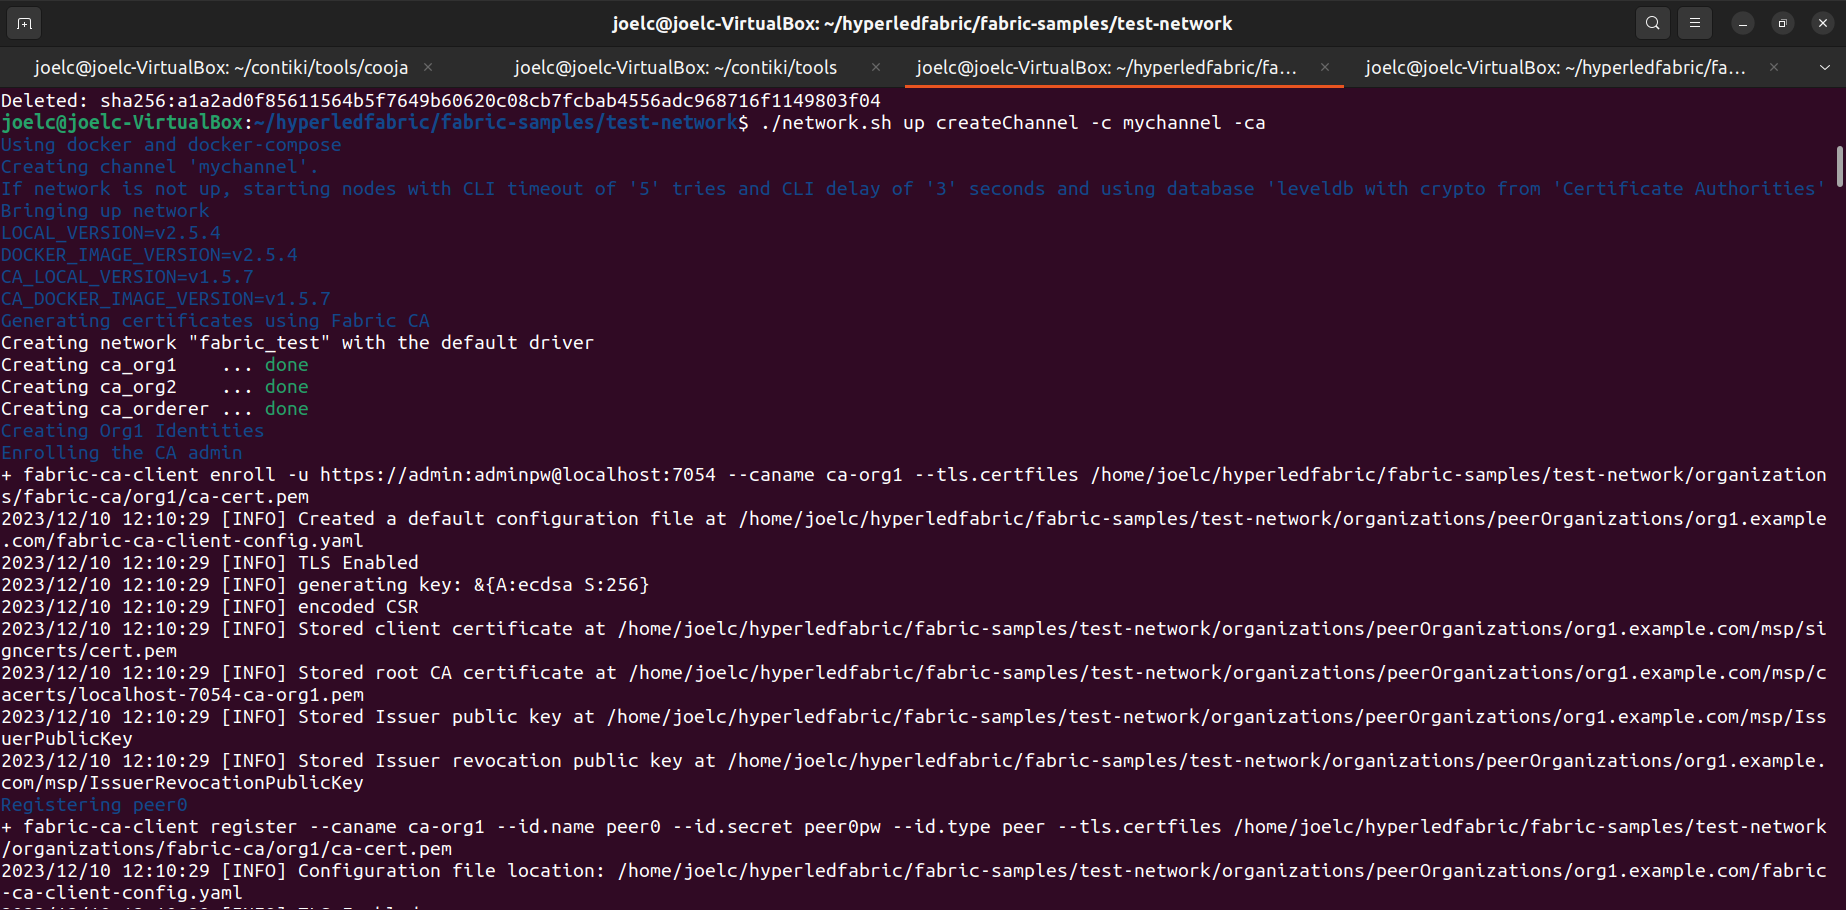 joelc@joelc-VirtualBox: ~/hyperledfabric/fabric-samples/test-network
joelc@joelc-VirtualBox: ~/contiki/tools/cooja
joelc@joelc-VirtualBox: ~/contiki/tools
joelc@joelc-VirtualBox: ~/hyperledfabric/fa...
joelc@joelc-VirtualBox: ~/hyperledfabric/fa...
Deleted: sha256:a1a2ad0f85611564b5f7649b60620c08cb7fcbab4556adc968716f1149803f04
joelc@joelc-VirtualBox:~/hyperledfabric/fabric-samples/test-network$ ./network.sh up createChannel -c mychannel -ca
Using docker and docker-compose
Creating channel 'mychannel'.
If network is not up, starting nodes with CLI timeout of '5' tries and CLI delay of '3' seconds and using database 'leveldb with crypto from 'Certificate Authorities'
Bringing up network
LOCAL_VERSION=v2.5.4
DOCKER_IMAGE_VERSION=v2.5.4
CA_LOCAL_VERSION=v1.5.7
CA_DOCKER_IMAGE_VERSION=v1.5.7
Generating certificates using Fabric CA
Creating network "fabric_test" with the default driver
Creating ca_org1    ... done
Creating ca_org2    ... done
Creating ca_orderer ... done
Creating Org1 Identities
Enrolling the CA admin
+ fabric-ca-client enroll -u https://admin:adminpw@localhost:7054 --caname ca-org1 --tls.certfiles /home/joelc/hyperledfabric/fabric-samples/test-network/organization
s/fabric-ca/org1/ca-cert.pem
2023/12/10 12:10:29 [INFO] Created a default configuration file at /home/joelc/hyperledfabric/fabric-samples/test-network/organizations/peerOrganizations/org1.example
.com/fabric-ca-client-config.yaml
2023/12/10 12:10:29 [INFO] TLS Enabled
2023/12/10 12:10:29 [INFO] generating key: &{A:ecdsa S:256}
2023/12/10 12:10:29 [INFO] encoded CSR
2023/12/10 12:10:29 [INFO] Stored client certificate at /home/joelc/hyperledfabric/fabric-samples/test-network/organizations/peerOrganizations/org1.example.com/msp/si
gncerts/cert.pem
2023/12/10 12:10:29 [INFO] Stored root CA certificate at /home/joelc/hyperledfabric/fabric-samples/test-network/organizations/peerOrganizations/org1.example.com/msp/c
acerts/localhost-7054-ca-org1.pem
2023/12/10 12:10:29 [INFO] Stored Issuer public key at /home/joelc/hyperledfabric/fabric-samples/test-network/organizations/peerOrganizations/org1.example.com/msp/Iss
uerPublicKey
2023/12/10 12:10:29 [INFO] Stored Issuer revocation public key at /home/joelc/hyperledfabric/fabric-samples/test-network/organizations/peerOrganizations/org1.example.
com/msp/IssuerRevocationPublicKey
Registering peer0
+ fabric-ca-client register --caname ca-org1 --id.name peer0 --id.secret peer0pw --id.type peer --tls.certfiles /home/joelc/hyperledfabric/fabric-samples/test-network
/organizations/fabric-ca/org1/ca-cert.pem
2023/12/10 12:10:29 [INFO] Configuration file location: /home/joelc/hyperledfabric/fabric-samples/test-network/organizations/peerOrganizations/org1.example.com/fabric
-ca-client-config.yaml